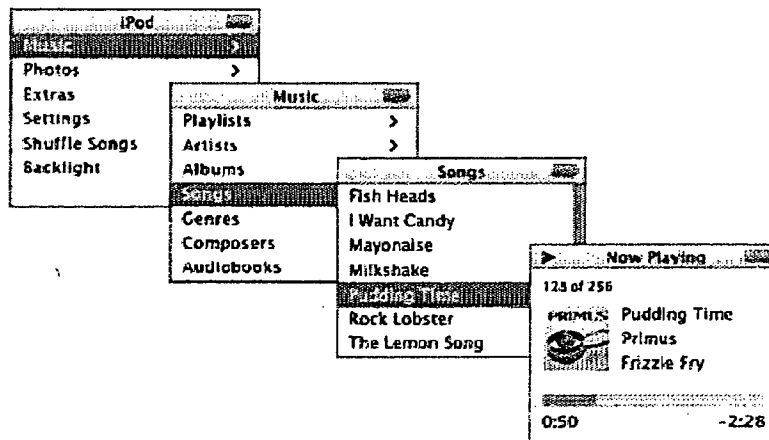 iPod
Music >
Photos >
Extras
Settings
Shuffle Songs
Backlight
Music
Playlists >
Artists >
Albums
Songs
Genres
Composers
Audiobooks
Songs
Fish Heads
I Want Candy
Mayonaise
Milkshake
Pudding Time
Rock Lobster
The Lemon Song
Now Playing
128 of 256
PRIMUS
Pudding Time
Primus
Frizzle Fry
0:50 -2:28